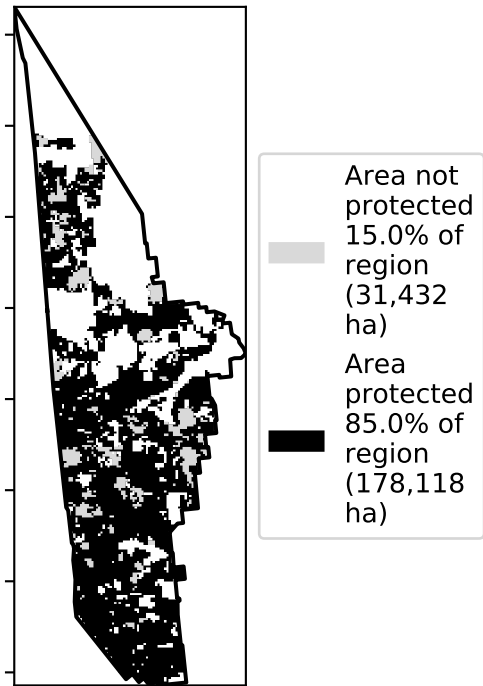 Area not
protected
15.0% of
region
(31,432
ha)
Area
protected
85.0% of
region
(178,118
ha)